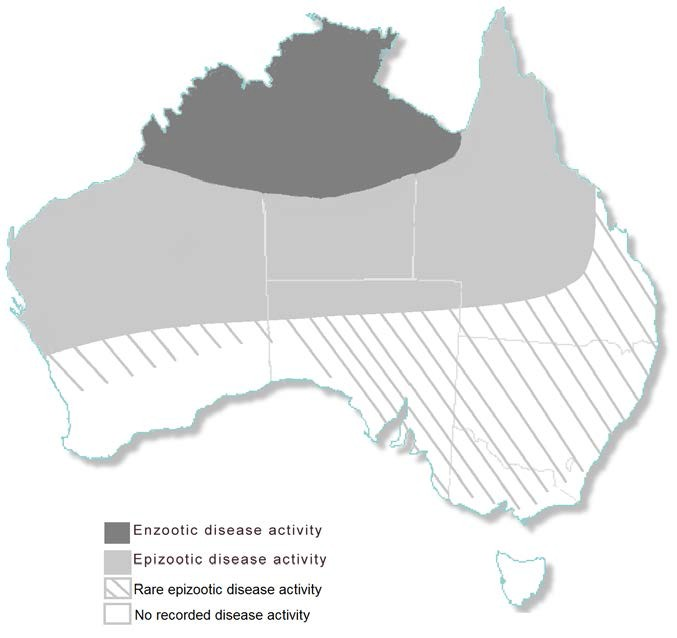 Enzootic disease activity
Epizootic disease activity
Rare epizootic disease activity
No recorded disease activity